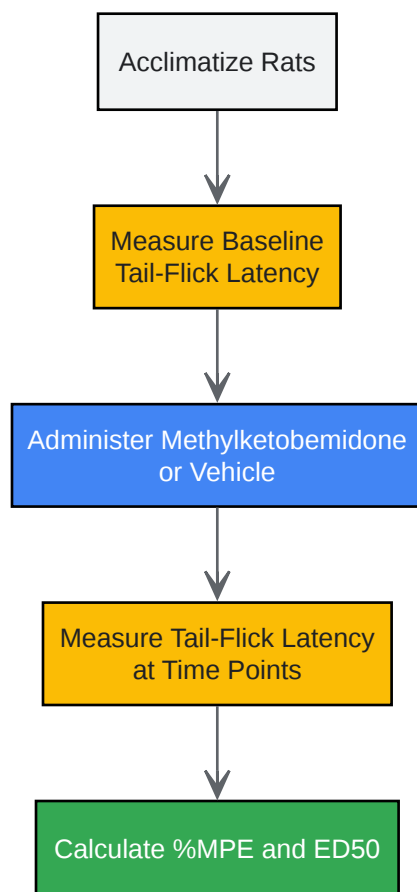 Acclimatize Rats
Measure Baseline
Tail-Flick Latency
Administer Methylketobemidone
or Vehicle
Measure Tail-Flick Latency
at Time Points
Calculate %MPE and ED50